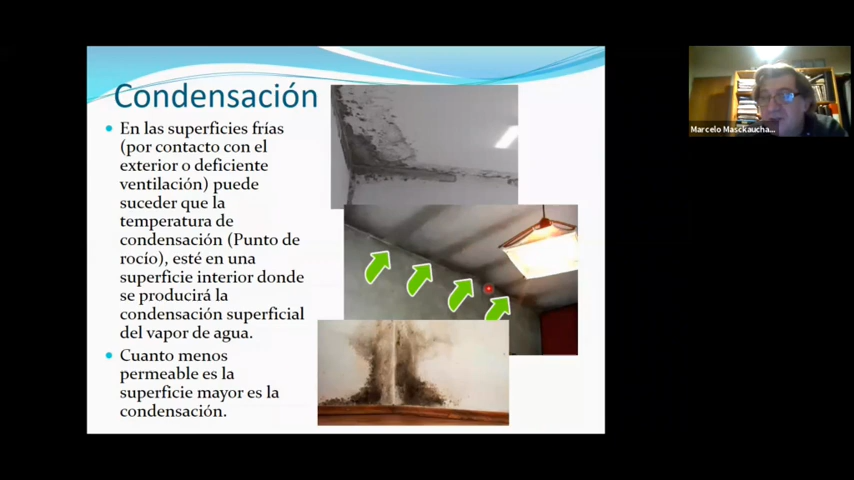 Condensación
En las superficies frías
(por contacto con el
exterior o deficiente
ventilación) puede
suceder que la
temperatura de
condensación (Punto de
rocío), esté en una
superficie interior donde
se producirá la
condensación superficial
del vapor de agua.
Cuanto menos
permeable es la
superficie mayor es la
condensación.
Marcelo Masckaucha...